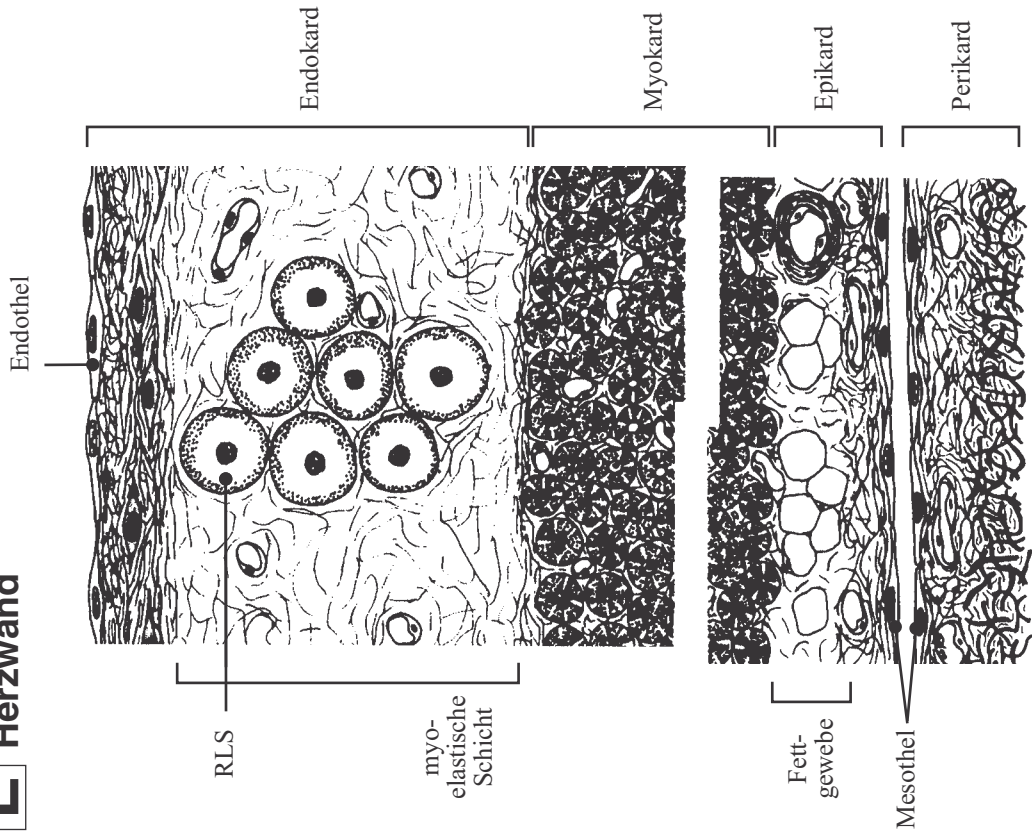 Herzwand
Endothel
Endokard
Myokard
Epikard
Perikard
RLS
myo-
elastische
Schicht
Fett-
gewebe
Mesothel